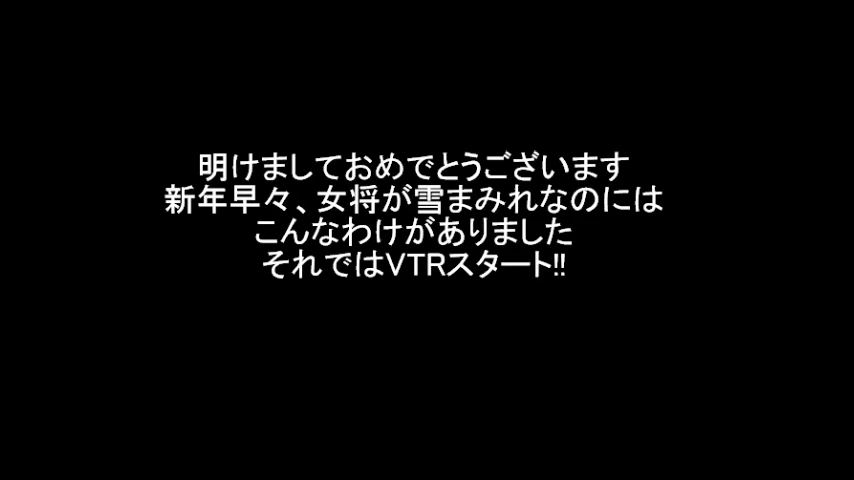 明けましておめでとうございます
新年早々、女将が雪まみれなのには
こんなわけがありました
それではVTRスタート!!